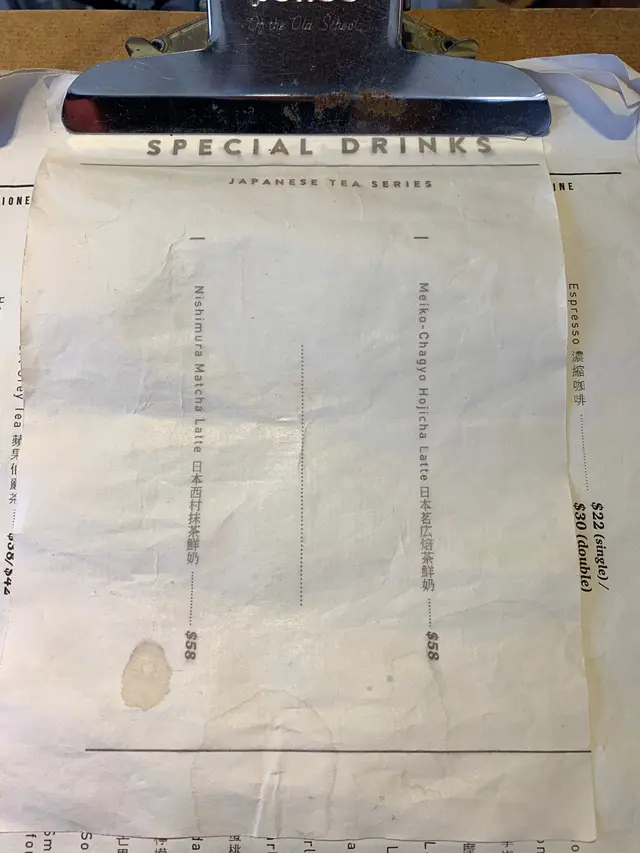 Of the Old School
SPECIAL DRINKS
JAPANESE TEA SERIES
Meiko-Chagyo Hojicha Latte 日本茗広焙茶鮮奶 ........ $58
Nishimura Matcha Latte 日本西村抹茶鮮奶 ........... $58
Espresso 濃縮咖啡 .................. $22 (single)/
$30 (double)